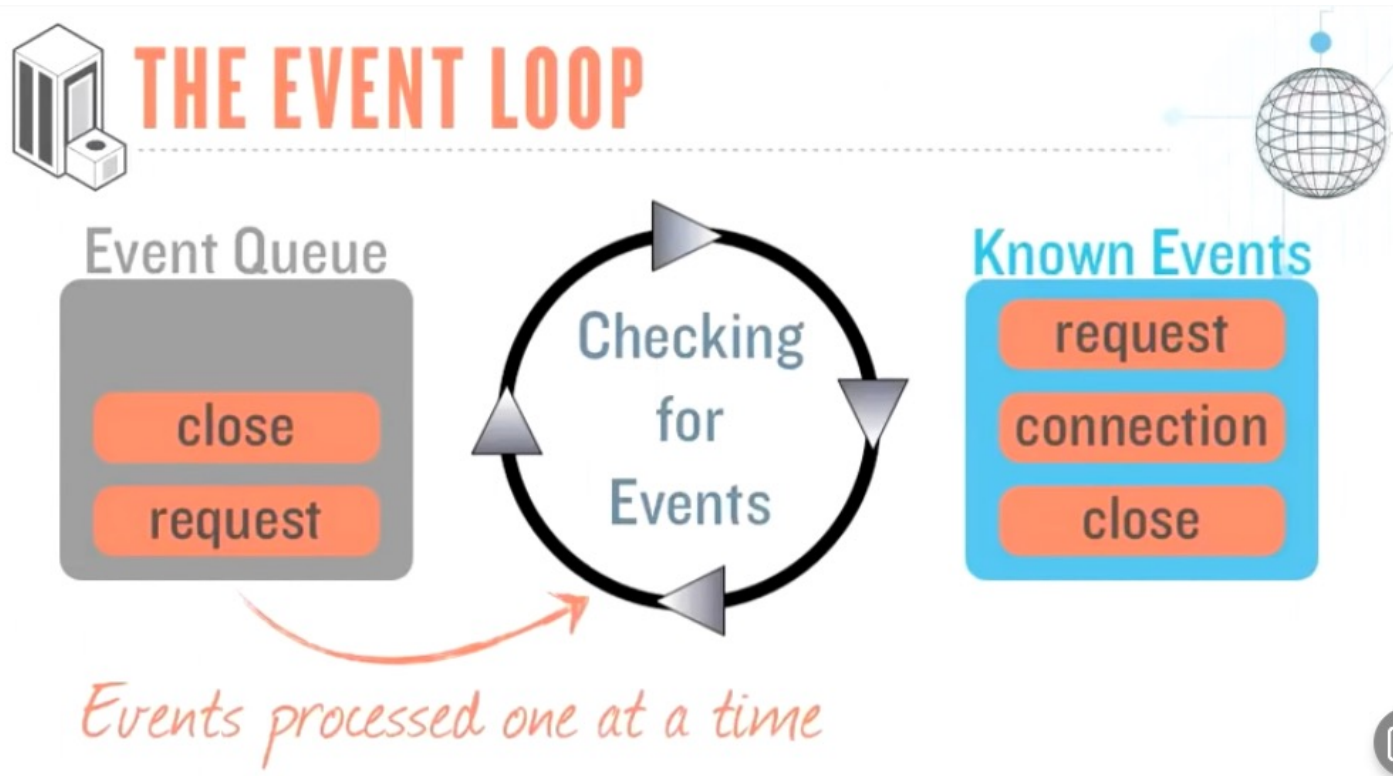 THE EVENT LOOP
Event Queue
close
request
Checking
for
Events
Known Events
request
connection
close
Events processed one at a time